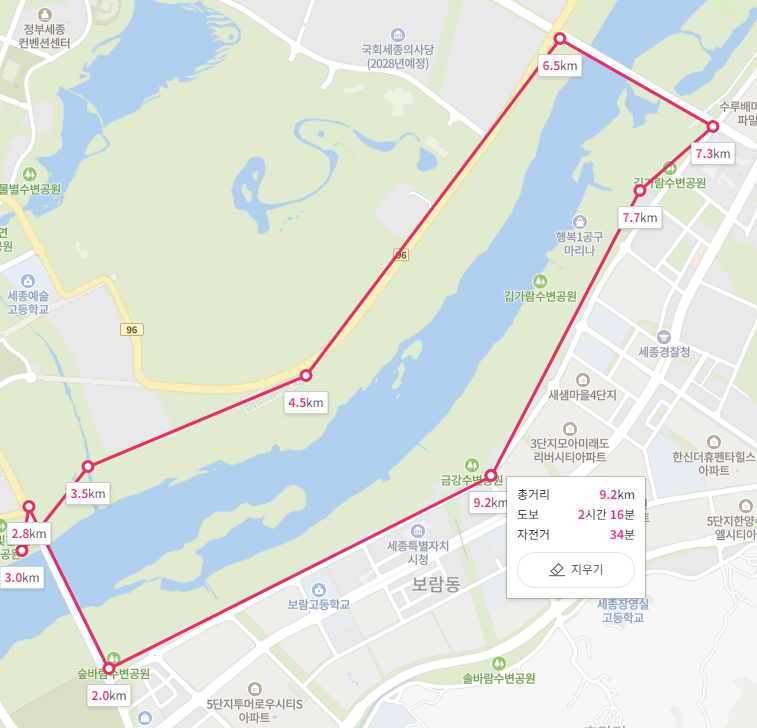 정부세종
컨벤션센터
국회세종의사당
(2028년예정)
6.5km
수루배마
파밀
7.3km
물별수변공원
김가람수변공원
7.7km
연
공원
행복1공구
마리나
96
세종예술
고등학교
김가람수변공원
96
세종경찰청
새샘마을4단지
4.5km
3단지모아미래도
리버시티아파트
한신더휴펜타힐스
아파트
3.5km
금강수변공원
9.2km
총거리 9.2km
도보 2시간 16분
자전거 34분
지우기
5단지한양수
엘시티아
2.8km
공원
3.0km
세종특별자치
시청
보람동
보람고등학교
세종장영실
고등학교
숲바람수변공원
2.0km
솔바람수변공원
5단지투머로우시티S
아파트